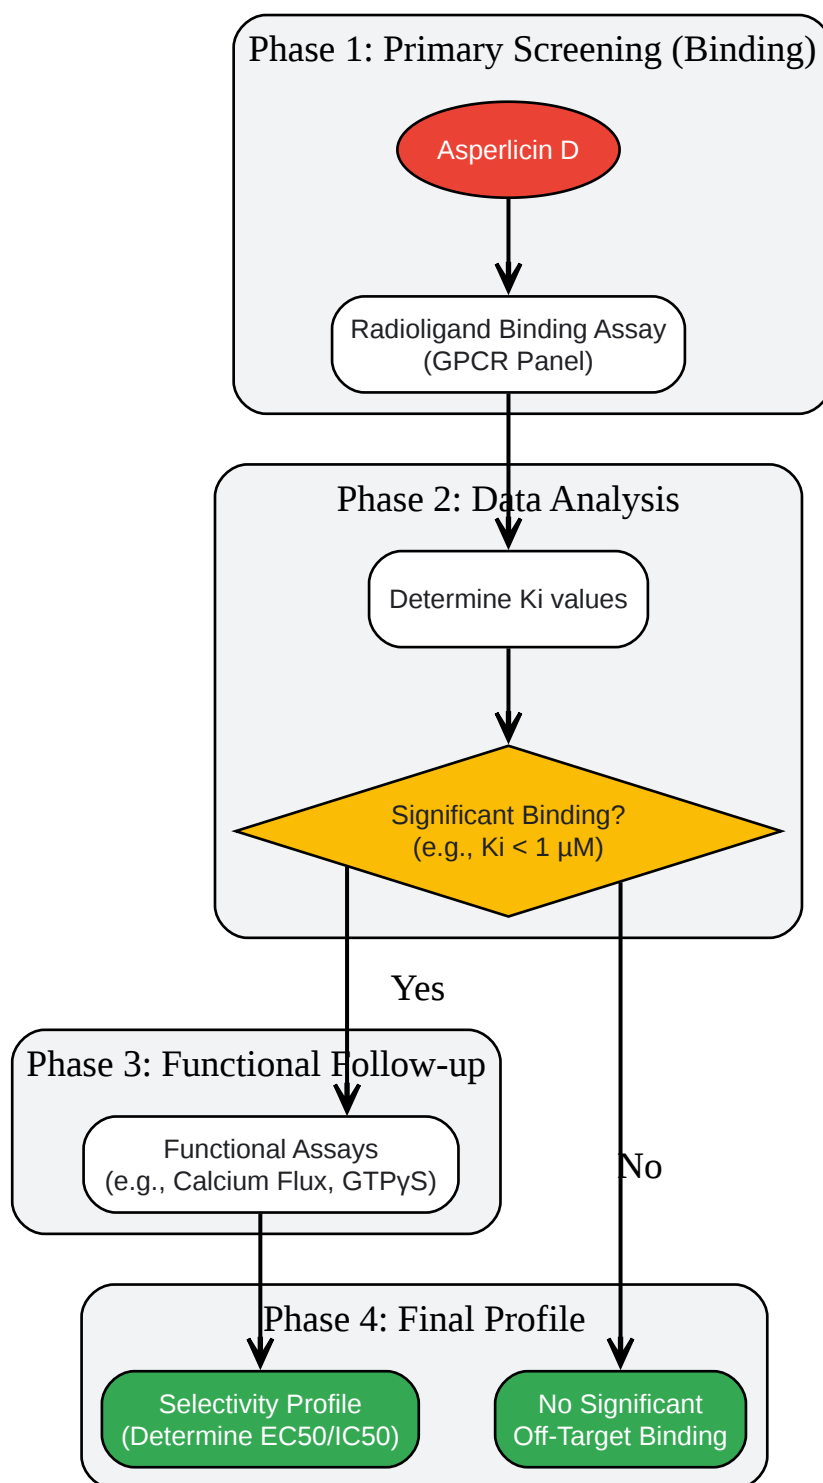 Phase 1: Primary Screening (Binding)
Asperlicin D
Radioligand Binding Assay
(GPCR Panel)
Phase 2: Data Analysis
Determine Ki values
Significant Binding?
(e.g., Ki < 1 µM)
Yes
Phase 3: Functional Follow-up
Functional Assays
(e.g., Calcium Flux, GTPγS)
No
Phase 4: Final Profile
Selectivity Profile
(Determine EC50/IC50)
No Significant
Off-Target Binding